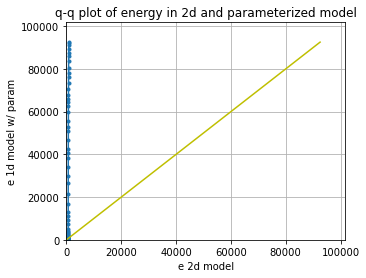 q-q plot of energy in 2d and parameterized model
100000
80000
60000
40000
20000
0
e 1d model w/ param
0 20000 40000 60000 80000 100000
e 2d model